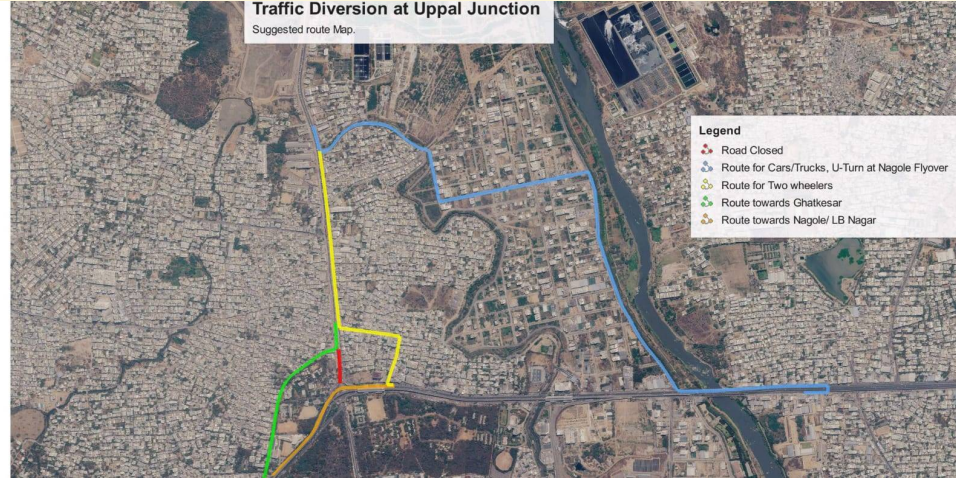 Traffic Diversion at Uppal Junction
Suggested route Map.
Legend
Road Closed
Route for Cars/Trucks, U-Turn at Nagole Flyover
Route for Two wheelers
Route towards Ghatkesar
Route towards Nagole/ LB Nagar